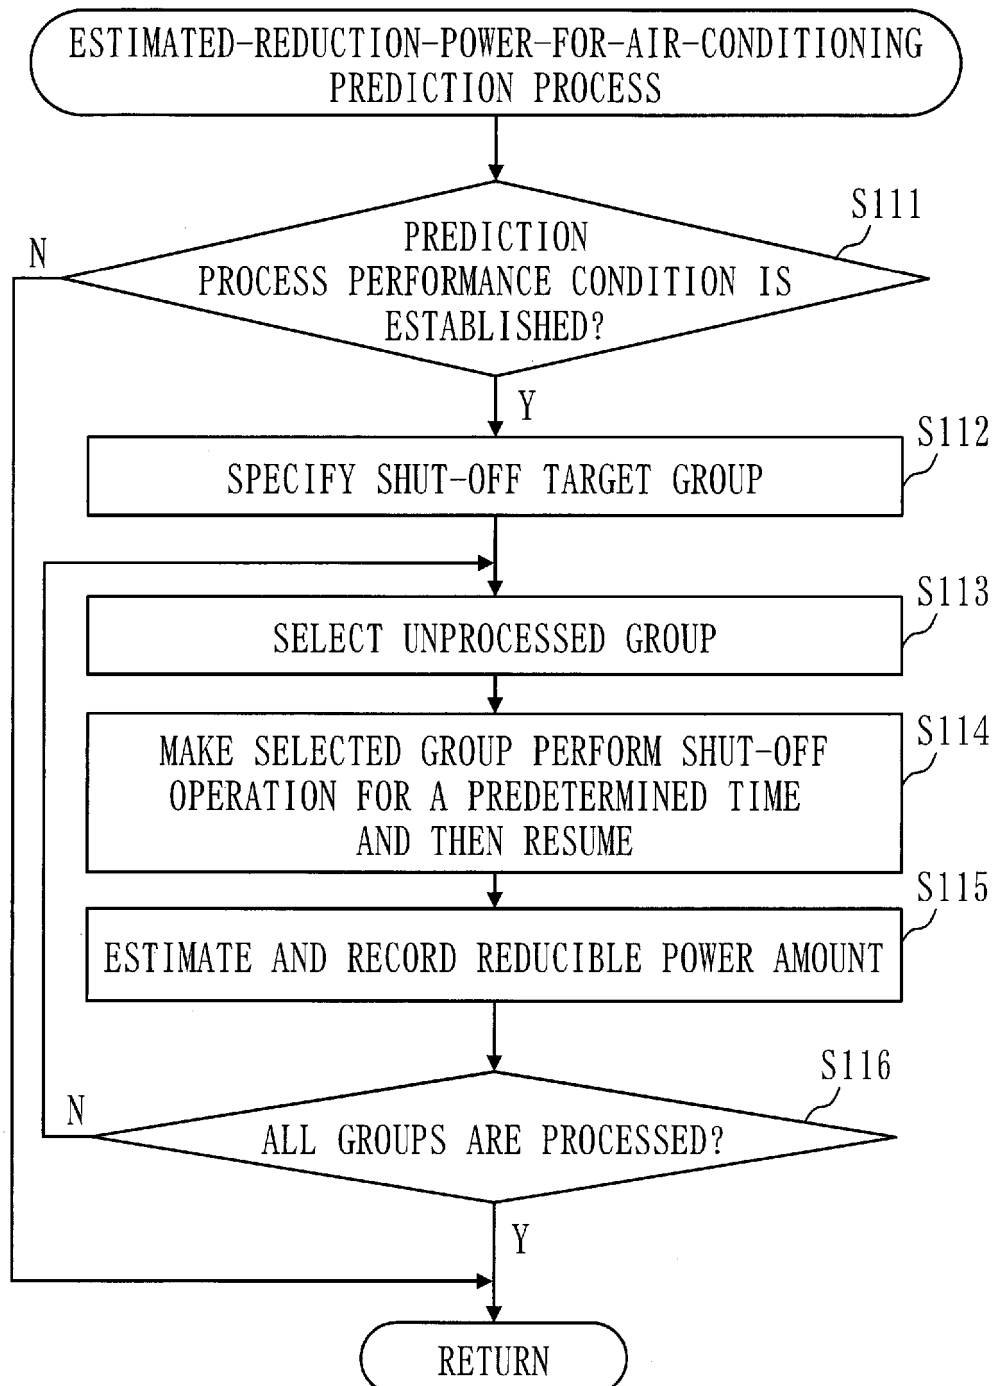 ESTIMATED-REDUCTION-POWER-FOR-AIR-CONDITIONING
PREDICTION PROCESS
S111
N
PREDICTION
PROCESS PERFORMANCE CONDITION IS
ESTABLISHED?
Y
S112
SPECIFY SHUT-OFF TARGET GROUP
S113
SELECT UNPROCESSED GROUP
S114
MAKE SELECTED GROUP PERFORM SHUT-OFF
OPERATION FOR A PREDETERMINED TIME
AND THEN RESUME
S115
ESTIMATE AND RECORD REDUCIBLE POWER AMOUNT
S116
N
ALL GROUPS ARE PROCESSED?
Y
RETURN